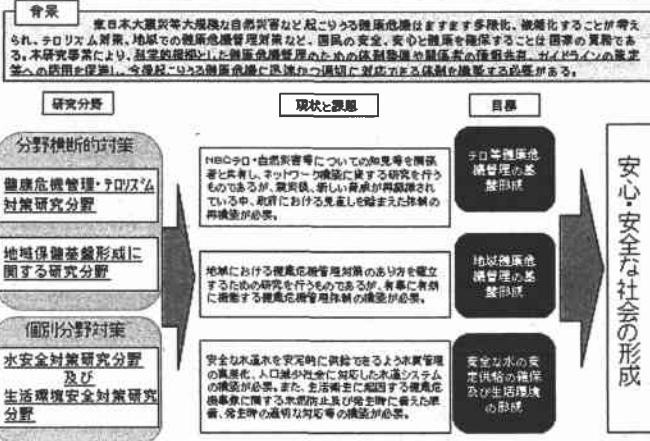 背景
東日本大震災等大規模な自然災害など起こりうる健康危機はますます多様化、複雑化することが考え
られ、テロリズム対策、地域での健康危機管理対策など、国民の安全、安心と健康を確保することは国家の責務であ
る。本研究事業により、科学的根拠とした健康危機管理のための体制整備や関係者の情報共有、ガイドラインの策定
等への活用を促進し、今後起こりうる健康危機に迅速かつ適切に対応できる体制を構築する必要がある。
研究分野
現状と課題
目標
分野横断的対策
健康危機管理・テロリズム
対策研究分野
地域保健基盤形成に
関する研究分野
個別分野対策
水安全対策研究分野
及び
生活環境安全対策研究
分野
NBCテロ・自然災害等についての知見等を関係
者と共有し、ネットワーク構築に資する研究を行う
ものであるが、震災後、新しい脅威が再認識され
ている中、政府における見直しを踏まえた体制の
再構築が必要。
地域における健康危機管理対策のあり方を確立
するための研究を行うものであるが、有事に有効
に機能する健康危機管理体制の構築が必要。
安全な水道水を安定的に供給できるよう水質管理
の高度化、人口減少社会に対応した水道システム
の構築が必要。また、生活衛生に起因する健康危
機事象に関する未然防止及び発生時に備えた準
備、発生時の適切な対応等の構築が必要。
テロ等健康危
機管理の基
盤形成
地域健康危
機管理の基
盤形成
安全な水の安
定供給の確保
及び生活環境
の形成
安心・安全な社会の形成